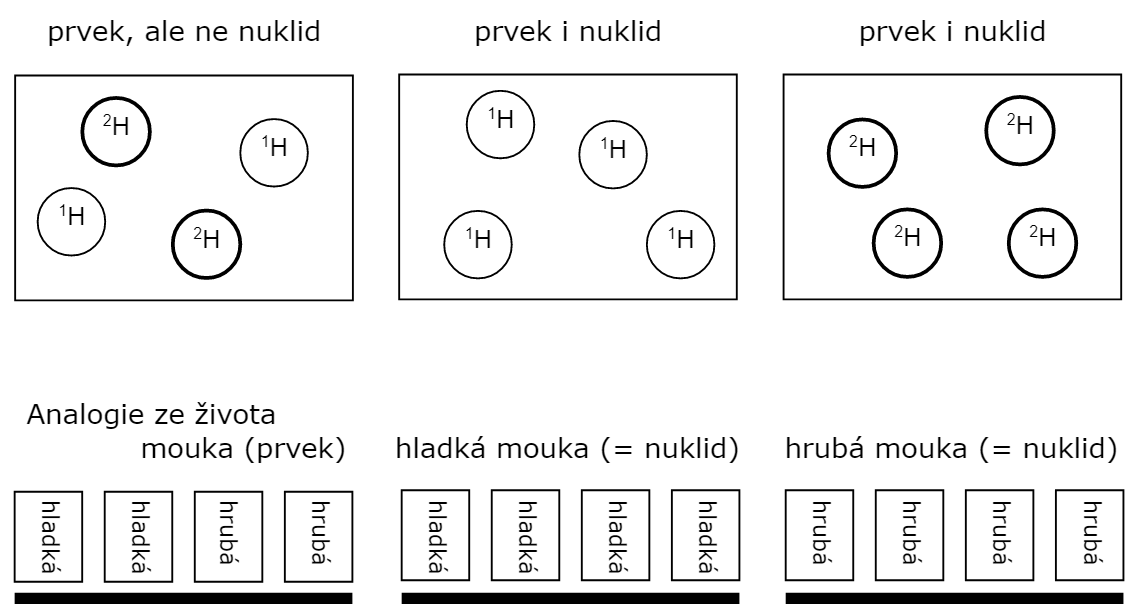 prvek, ale ne nuklid
prvek i nuklid
prvek i nuklid
²H
¹H
¹H
²H
¹H
¹H
¹H
¹H
²H
²H
²H
²H
Analogie ze života
mouka (prvek)
hladká mouka (= nuklid)
hrubá mouka (= nuklid)
hladká
hladká
hrubá
hrubá
hladká
hladká
hladká
hladká
hrubá
hrubá
hrubá
hrubá